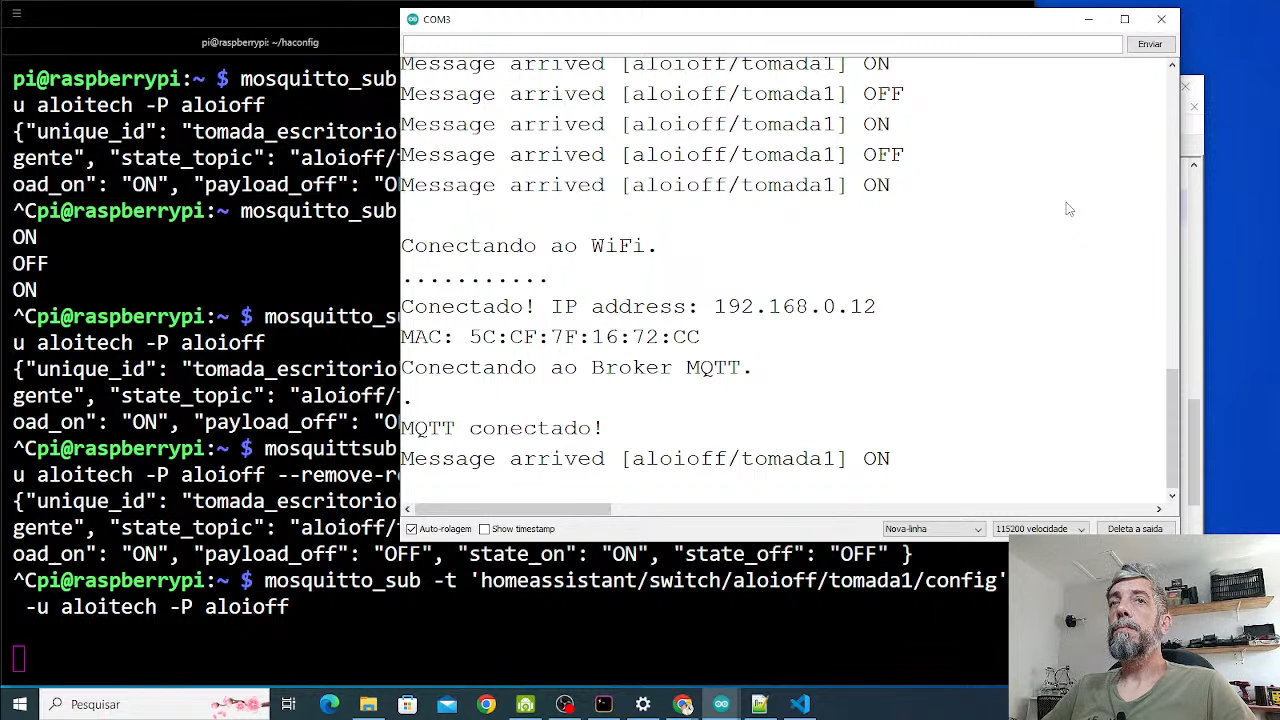 pi@raspberrypi: ~/haconfig
pi@raspberrypi:~ $ mosquitto_sub
u aloitech -P aloioff
{"unique_id": "tomada_escritorio
gente", "state_topic": "aloioff/
oad_on": "ON", "payload_off": "O
^Cpi@raspberrypi:~ $ mosquitto_sub
ON
OFF
ON
^Cpi@raspberrypi:~ $ mosquitto_su
u aloitech -P aloioff
{"unique_id": "tomada_escritorio
gente", "state_topic": "aloioff/t
oad_on": "ON", "payload_off": "O
^Cpi@raspberrypi:~ $ mosquittsub
u aloitech -P aloioff --remove-re
{"unique_id": "tomada_escritorio
gente", "state_topic": "aloioff/t
oad_on": "ON", "payload_off": "OFF", "state_on": "ON", "state_off": "OFF" }
^Cpi@raspberrypi:~ $ mosquitto_sub -t 'homeassistant/switch/aloioff/tomada1/config'
-u aloitech -P aloioff
COM3
Enviar
Message arrived [aloioff/tomada1] ON
Message arrived [aloioff/tomada1] OFF
Message arrived [aloioff/tomada1] ON
Message arrived [aloioff/tomada1] OFF
Message arrived [aloioff/tomada1] ON
Conectando ao WiFi.
...........
Conectado! IP address: 192.168.0.12
MAC: 5C:CF:7F:16:72:CC
Conectando ao Broker MQTT.
.
MQTT conectado!
Message arrived [aloioff/tomada1] ON
Auto-rolagem Show timestamp Nova-linha 115200 velocidade Deleta a saida
Pesquisar